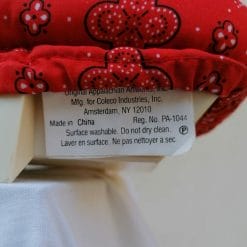 Original Appalachian Artworks, Inc.
Mfg. for Coleco Industries, Inc.
Amsterdam, NY 12010
Made in China Reg. No. PA-1044
Surface washable. Do not dry clean.
Laver en surface. Ne pas nettoyer a sec.